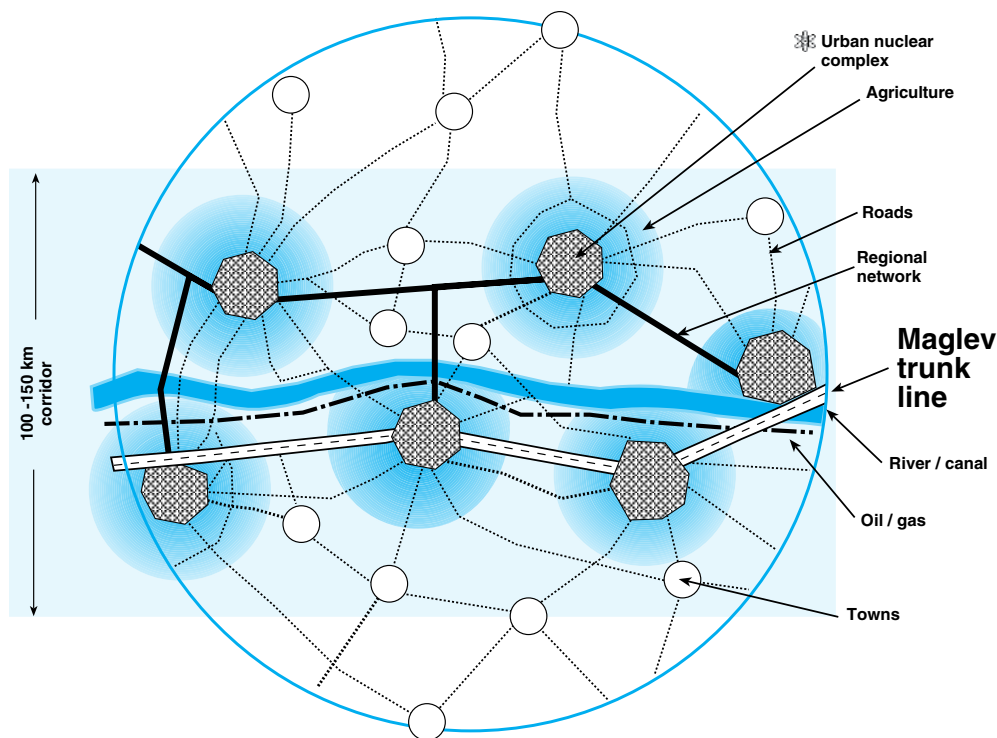 Urban nuclear
complex
Agriculture
Roads
Regional
network
Maglev
trunk
line
River / canal
Oil / gas
Towns
100 -150 km
corridor